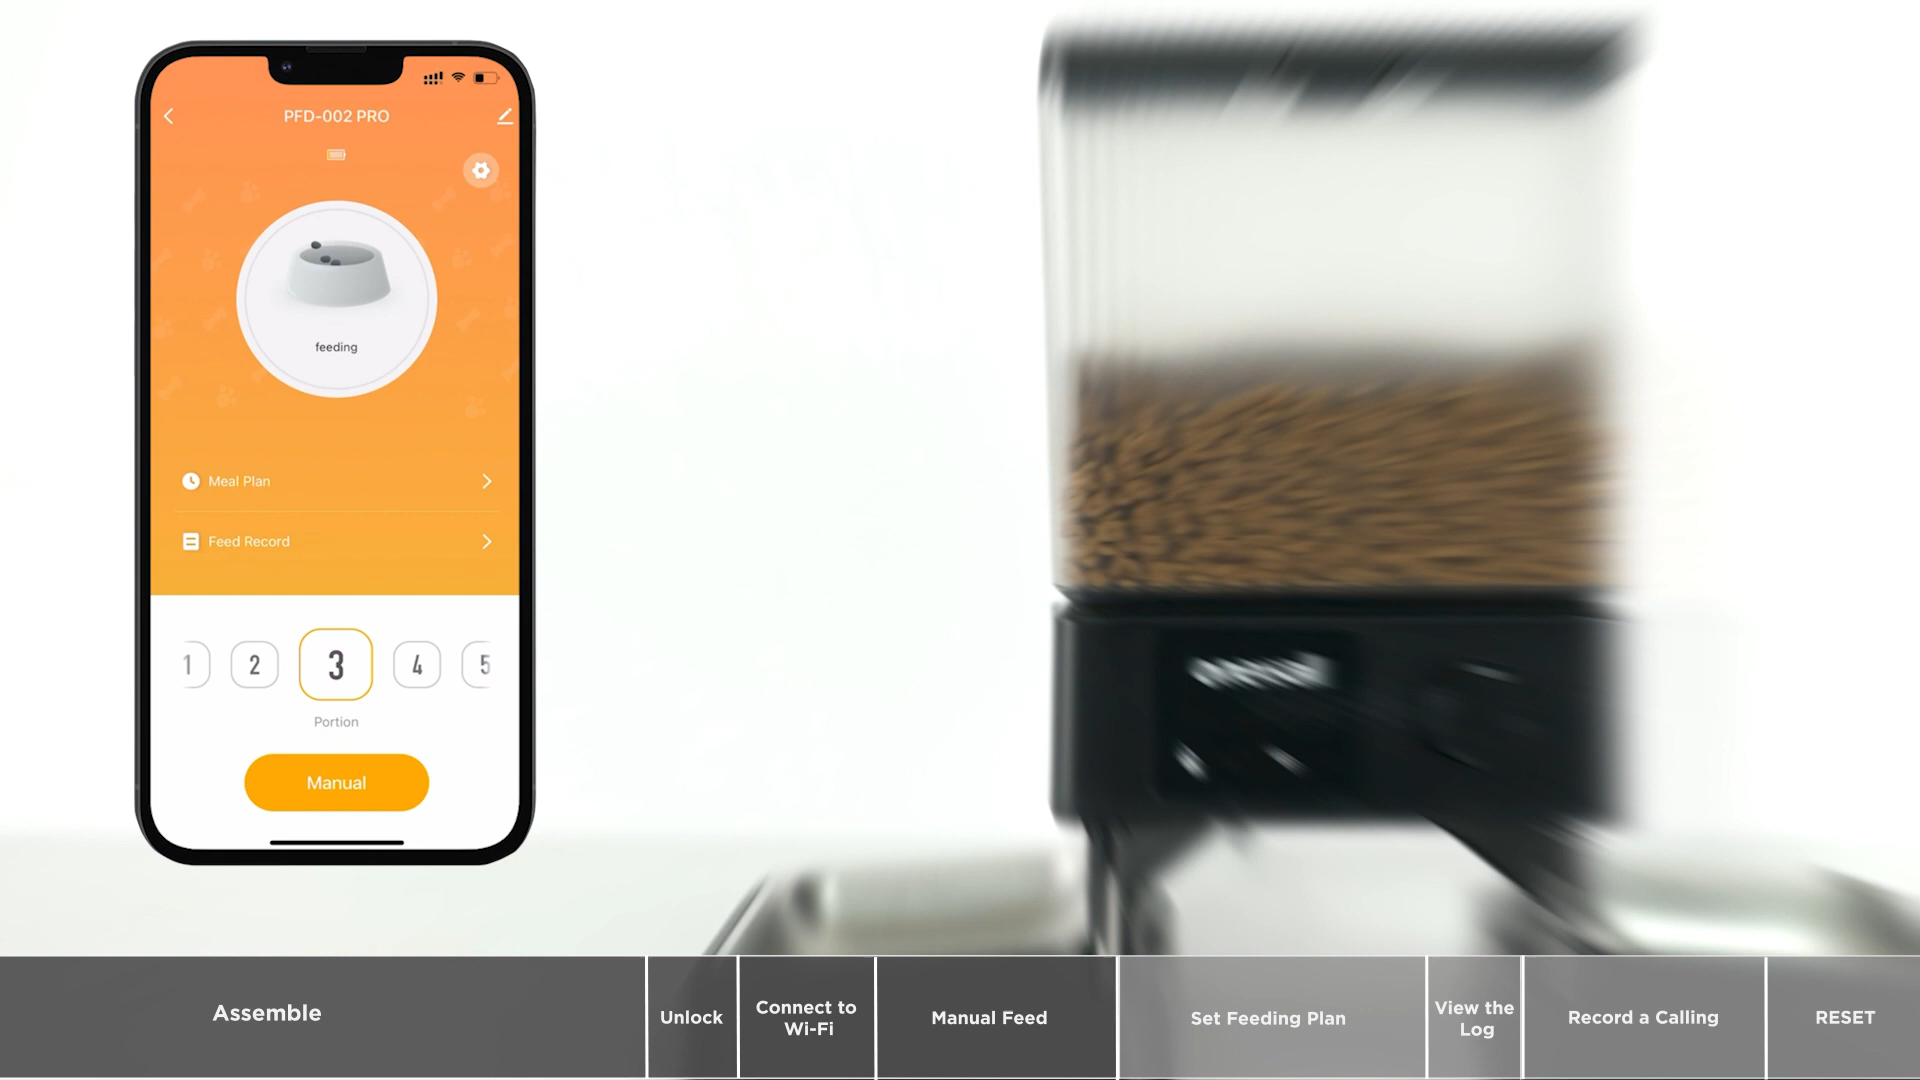 PFD-002 PRO
feeding
Meal Plan
Feed Record
1 2 3 4 5
Portion
Manual
Assemble
Unlock
Connect to
Wi-Fi
Manual Feed
Set Feeding Plan
View the
Log
Record a Calling
RESET